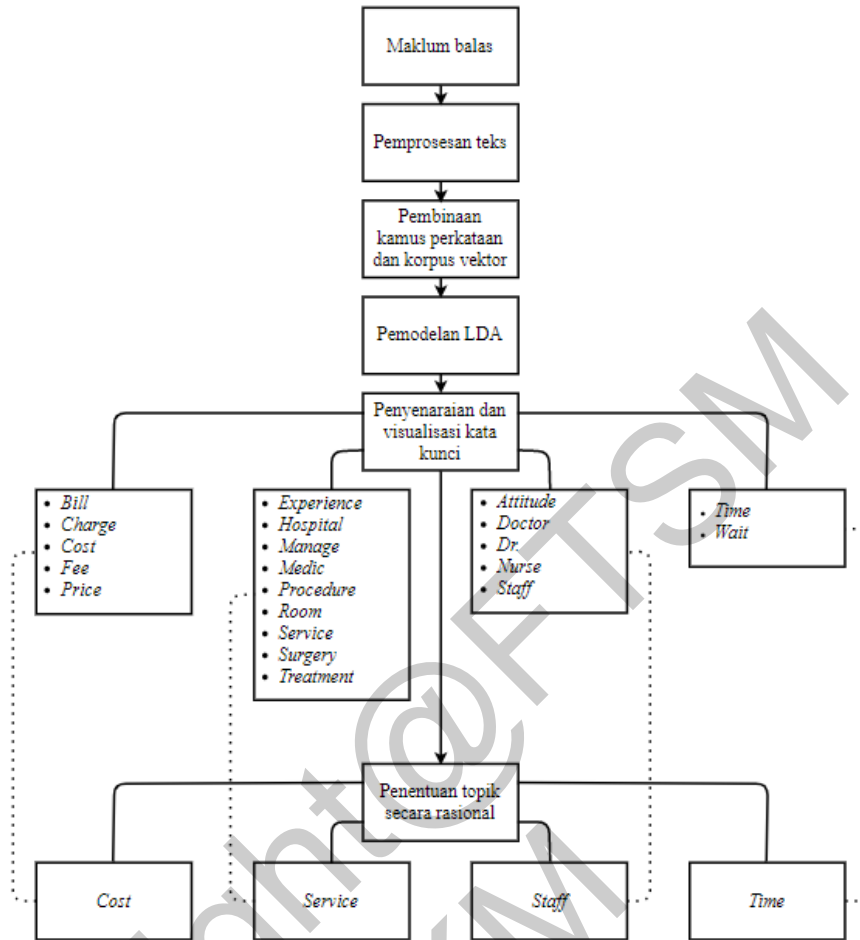 Maklum balas
Pemprosesan teks
Pembinaan
kamus perkataan
dan korpus vektor
Pemodelan LDA
Penyenaraian dan
visualisasi kata
kunci
• Bill
• Charge
• Cost
• Fee
• Price
• Experience
• Hospital
• Manage
• Medic
• Procedure
• Room
• Service
• Surgery
• Treatment
• Attitude
• Doctor
• Dr.
• Nurse
• Staff
• Time
• Wait
Penentuan topik
secara rasional
Cost
Service
Staff
Time
ght@FTSM